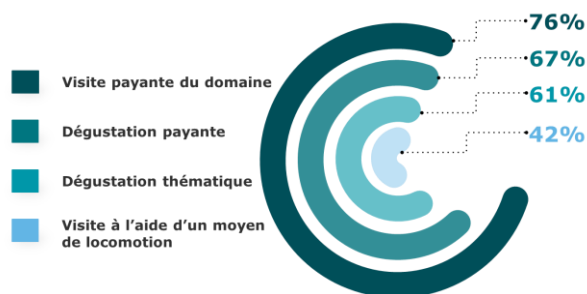 76%
67%
61%
42%
Visite payante du domaine
Dégustation payante
Dégustation thématique
Visite à l'aide d'un moyen
de locomotion